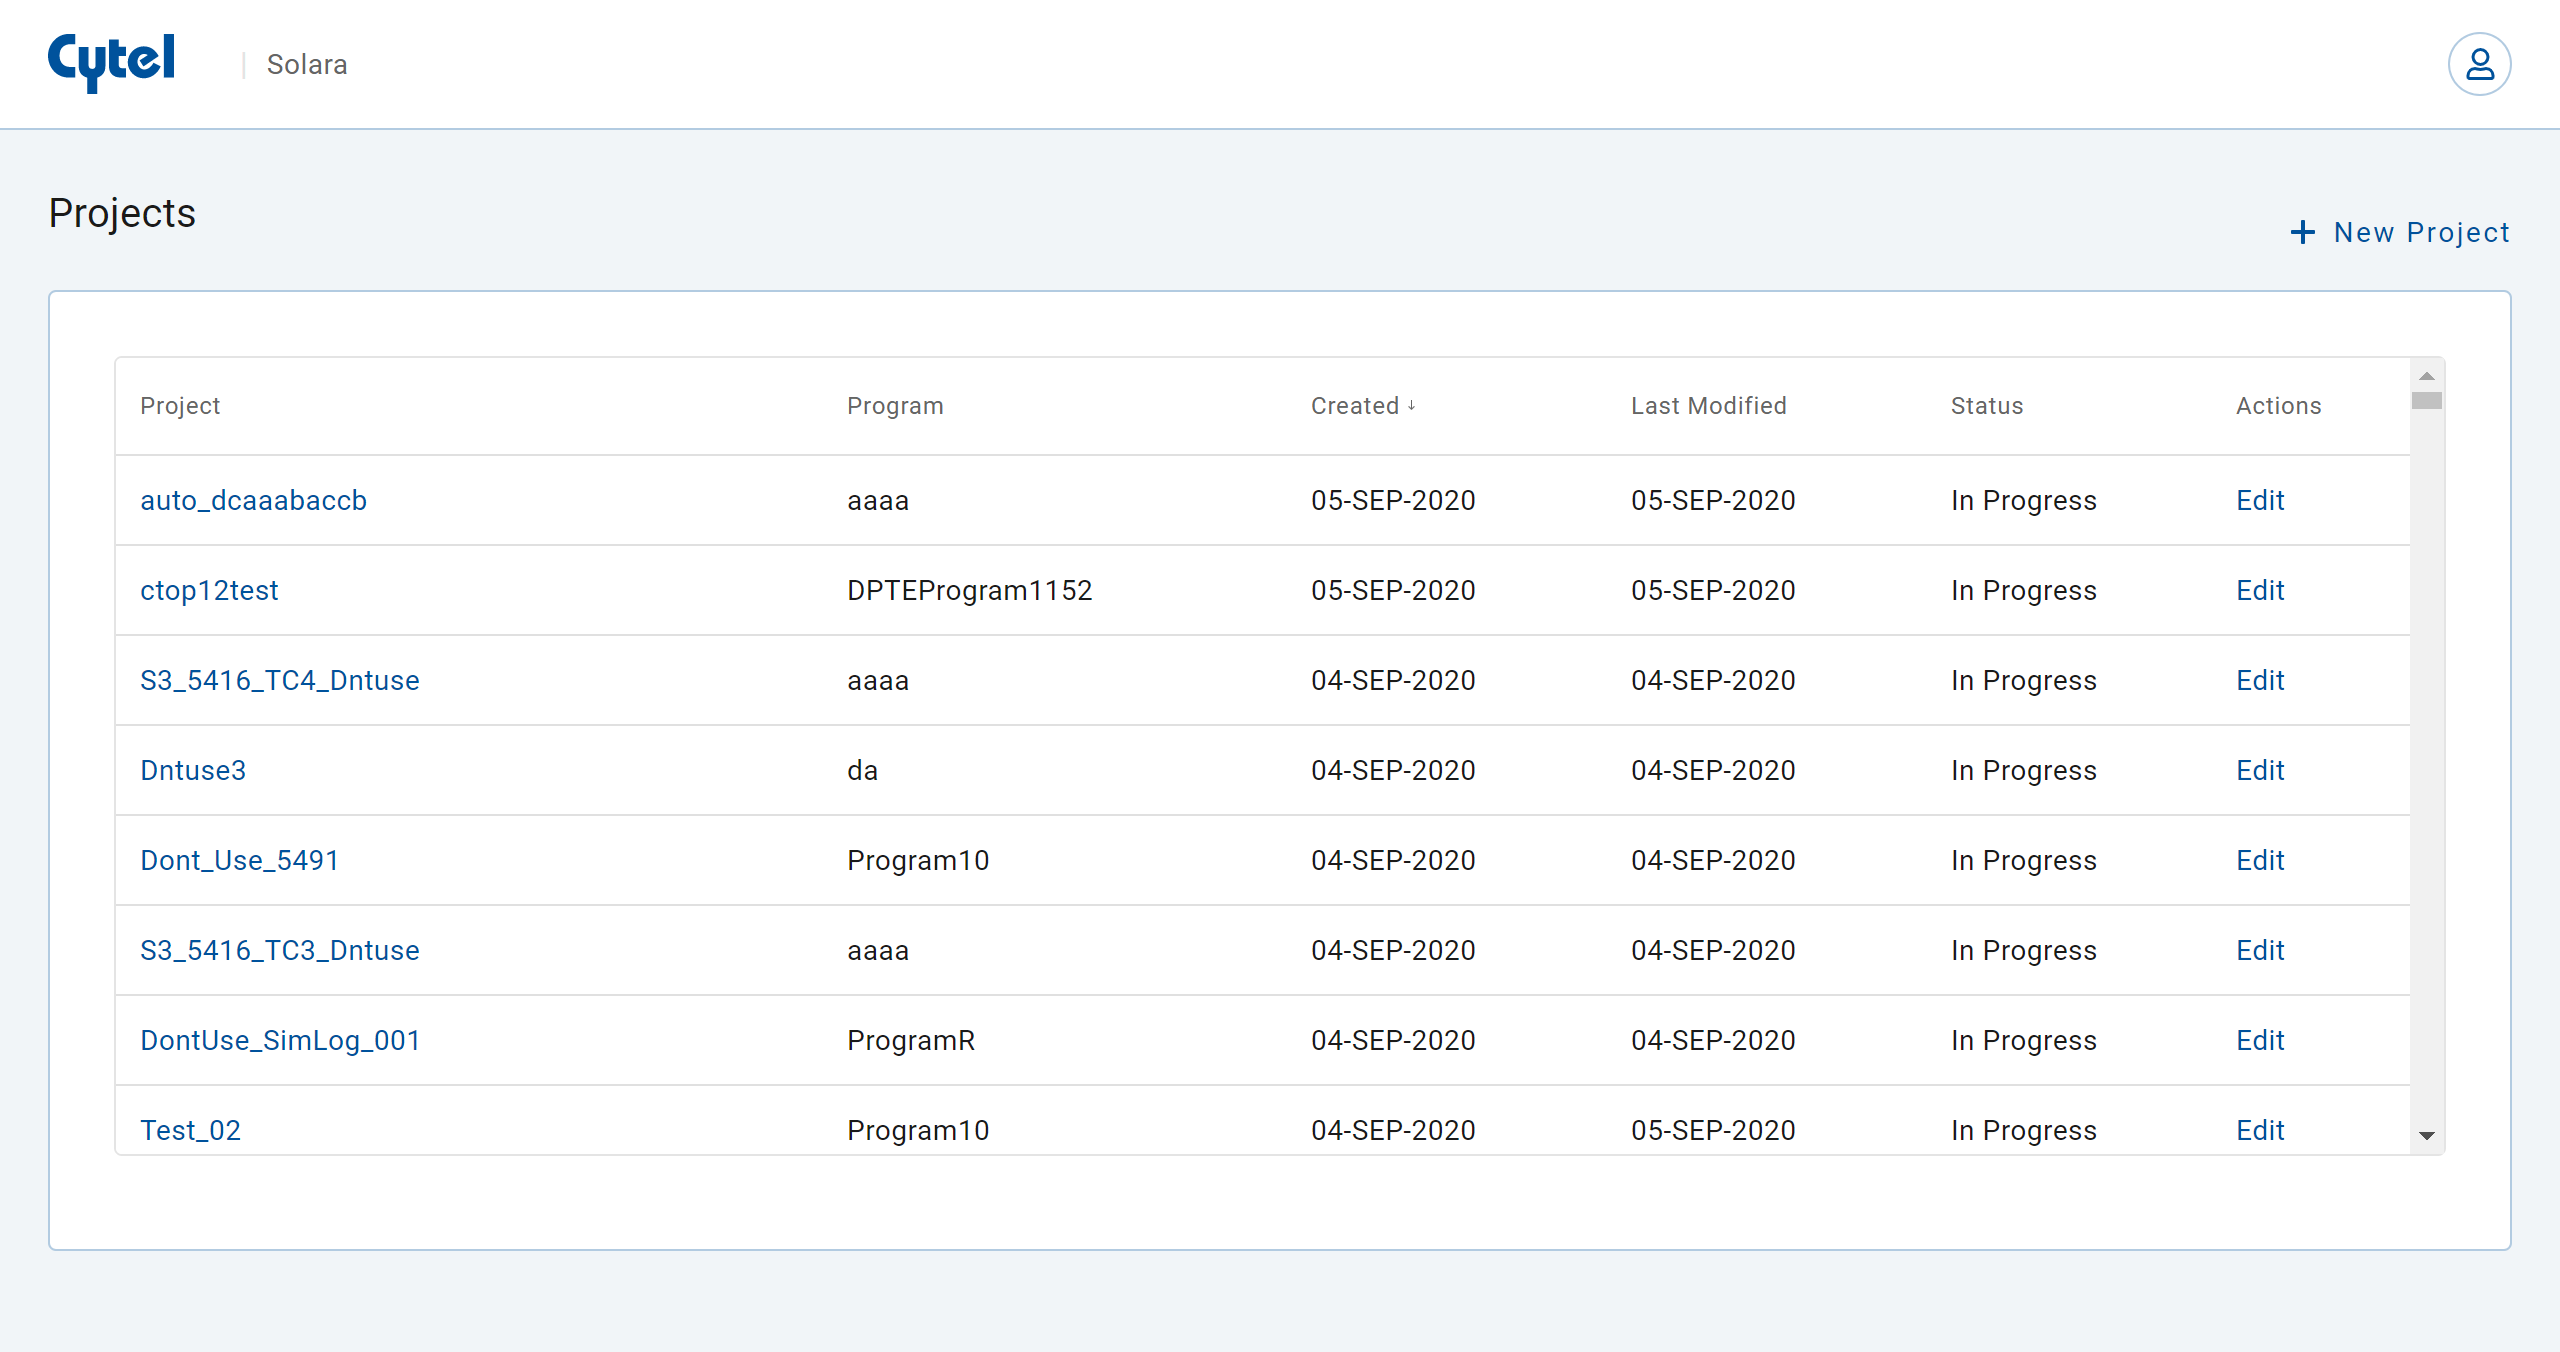 Cytel | Solara
Projects
+ New Project
Project Program Created ↓ Last Modified Status Actions
auto_dcaaabaccb aaaa 05-SEP-2020 05-SEP-2020 In Progress Edit
ctop12test DPTEProgram1152 05-SEP-2020 05-SEP-2020 In Progress Edit
S3_5416_TC4_Dntuse aaaa 04-SEP-2020 04-SEP-2020 In Progress Edit
Dntuse3 da 04-SEP-2020 04-SEP-2020 In Progress Edit
Dont_Use_5491 Program10 04-SEP-2020 04-SEP-2020 In Progress Edit
S3_5416_TC3_Dntuse aaaa 04-SEP-2020 04-SEP-2020 In Progress Edit
DontUse_SimLog_001 ProgramR 04-SEP-2020 04-SEP-2020 In Progress Edit
Test_02 Program10 04-SEP-2020 05-SEP-2020 In Progress Edit